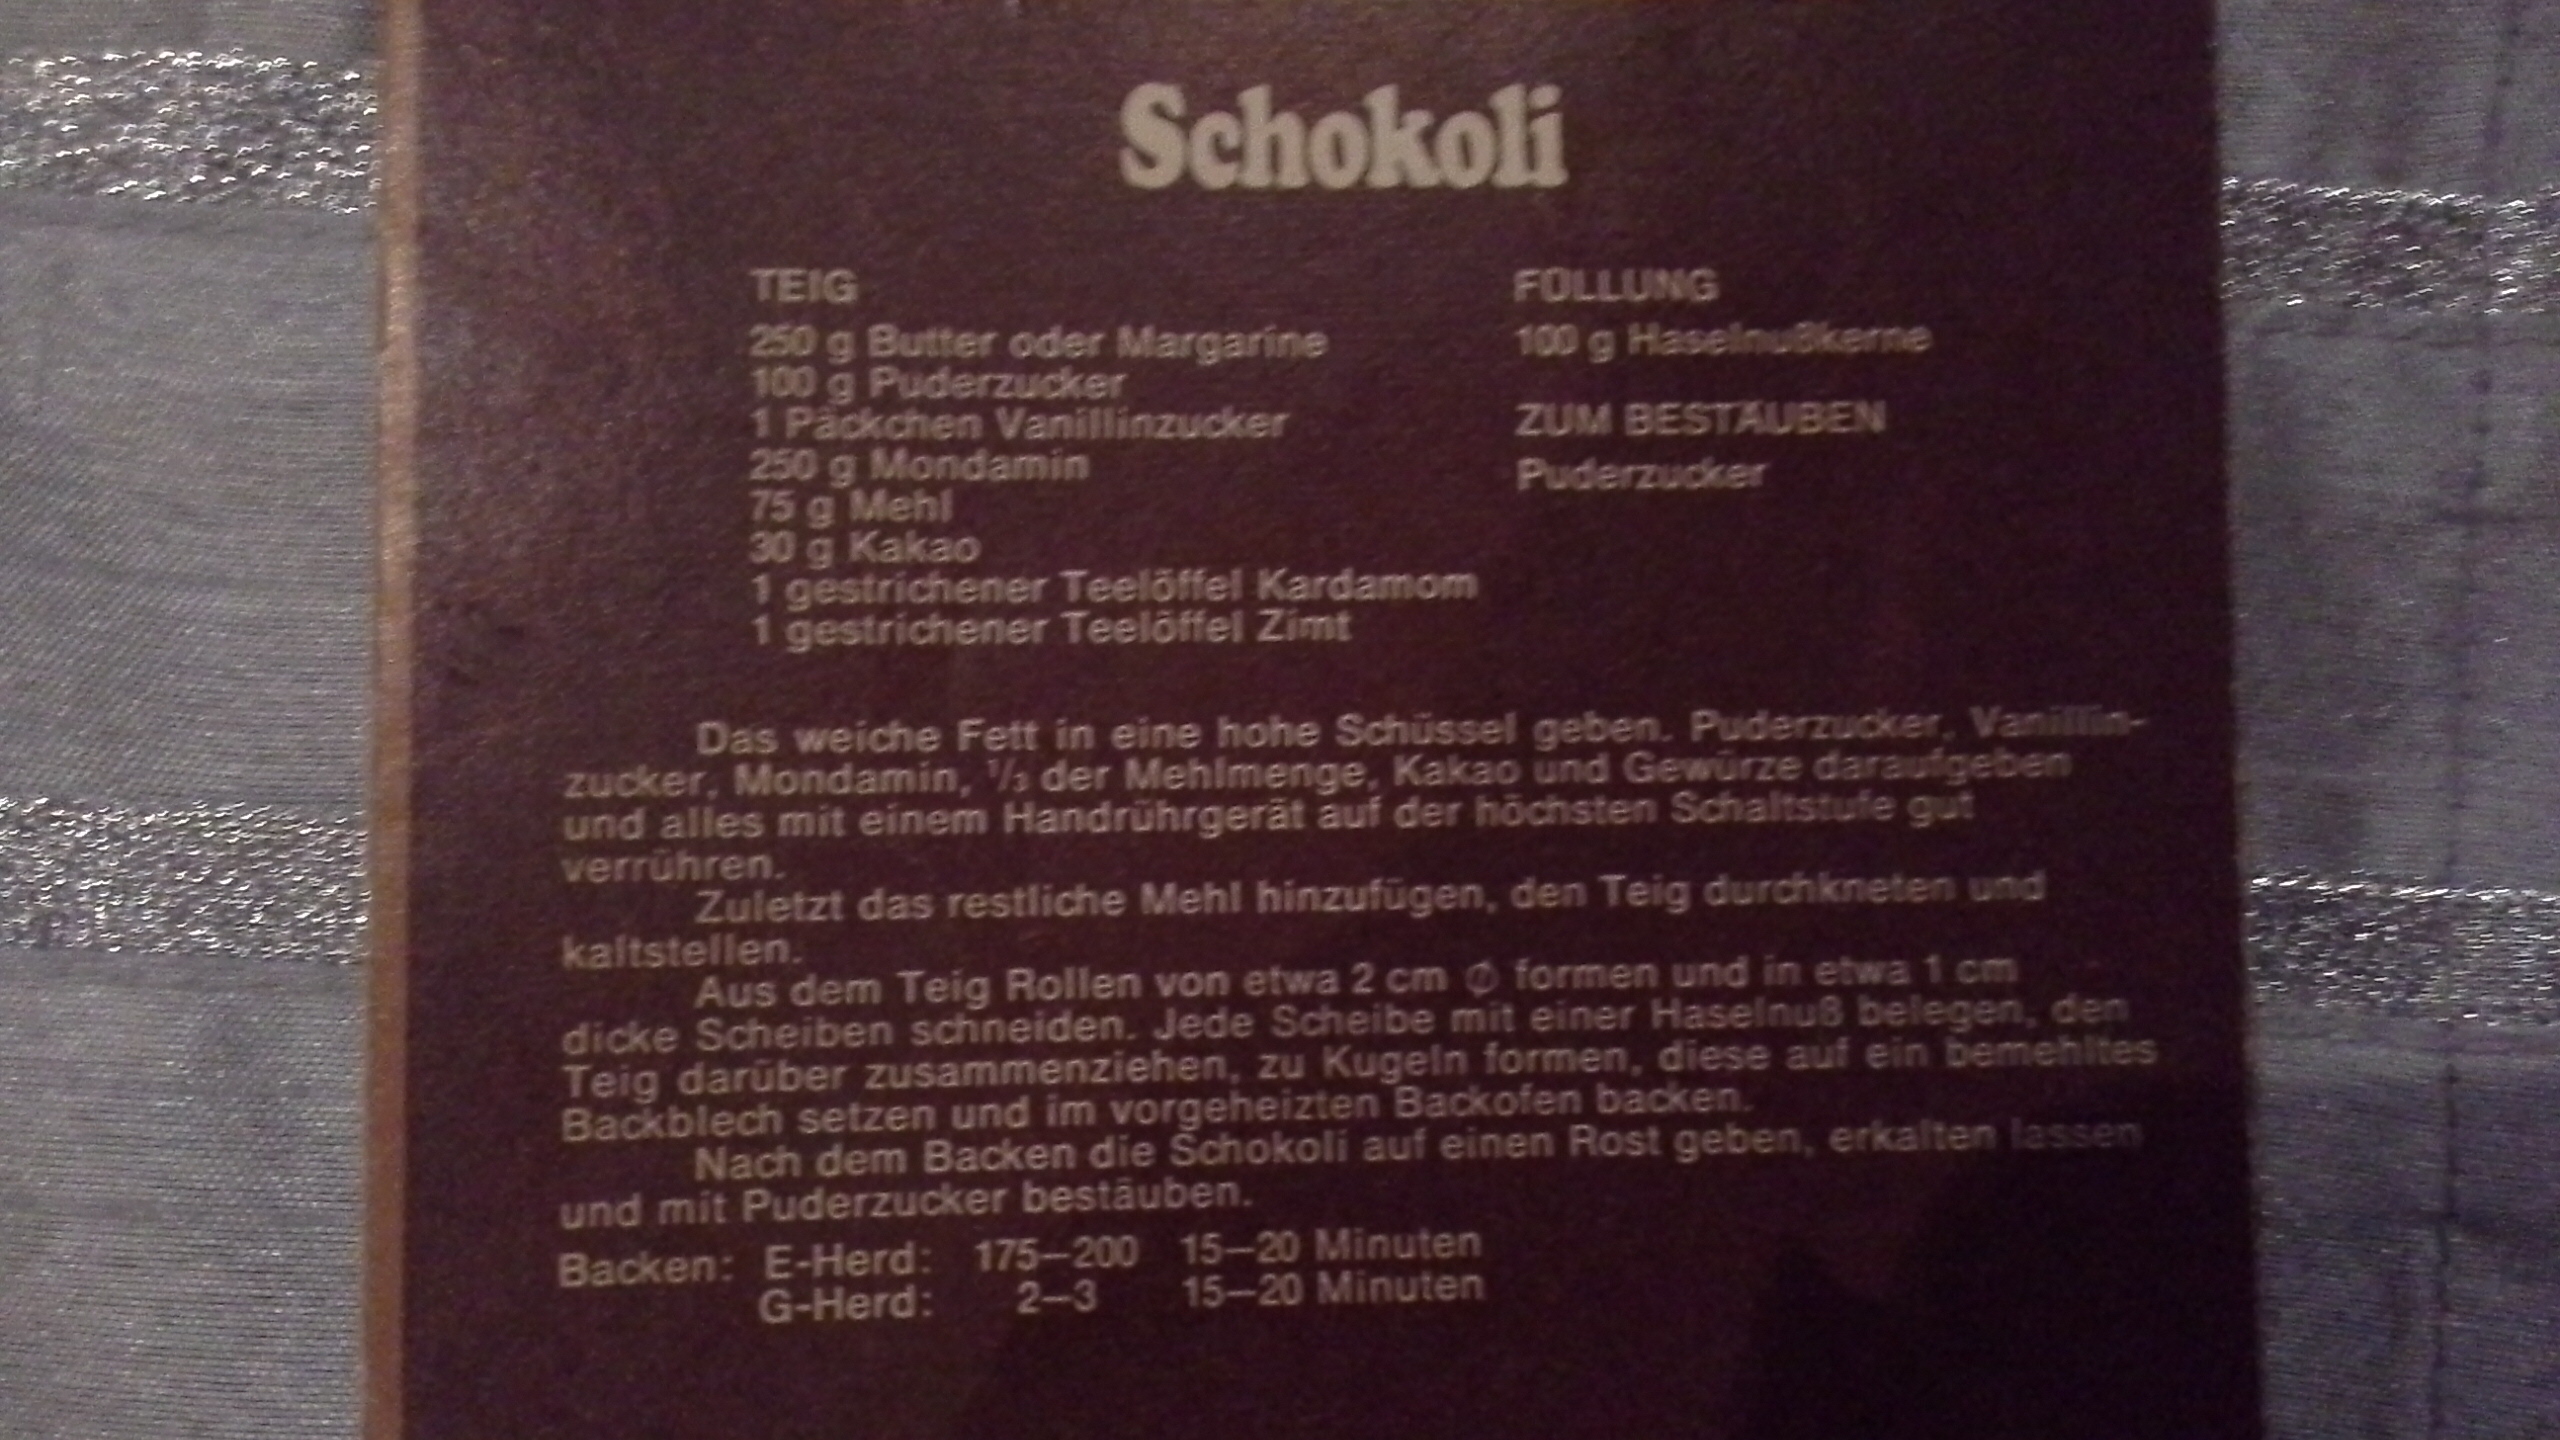 Schokoli
TEIG
250 g Butter oder Margarine
100 g Puderzucker
1 Päckchen Vanillinzucker
250 g Mondamin
75 g Mehl
30 g Kakao
1 gestrichener Teelöffel Kardamom
1 gestrichener Teelöffel Zimt
FÜLLUNG
100 g Haselnußkerne
ZUM BESTÄUBEN
Puderzucker
Das weiche Fett in eine hohe Schüssel geben. Puderzucker, Vanillin-
zucker, Mondamin, 1/3 der Mehlmenge, Kakao und Gewürze daraufgeben
und alles mit einem Handrührgerät auf der höchsten Schaltstufe gut
verrühren.
Zuletzt das restliche Mehl hinzufügen, den Teig durchkneten und
kaltstellen.
Aus dem Teig Rollen von etwa 2 cm ∅ formen und in etwa 1 cm
dicke Scheiben schneiden. Jede Scheibe mit einer Haselnuß belegen, den
Teig darüber zusammenziehen, zu Kugeln formen, diese auf ein bemehltes
Backblech setzen und im vorgeheizten Backofen backen.
Nach dem Backen die Schokoli auf einen Rost geben, erkalten lassen
und mit Puderzucker bestäuben.
Backen: E-Herd: 175–200 15–20 Minuten
G-Herd: 2–3 15–20 Minuten